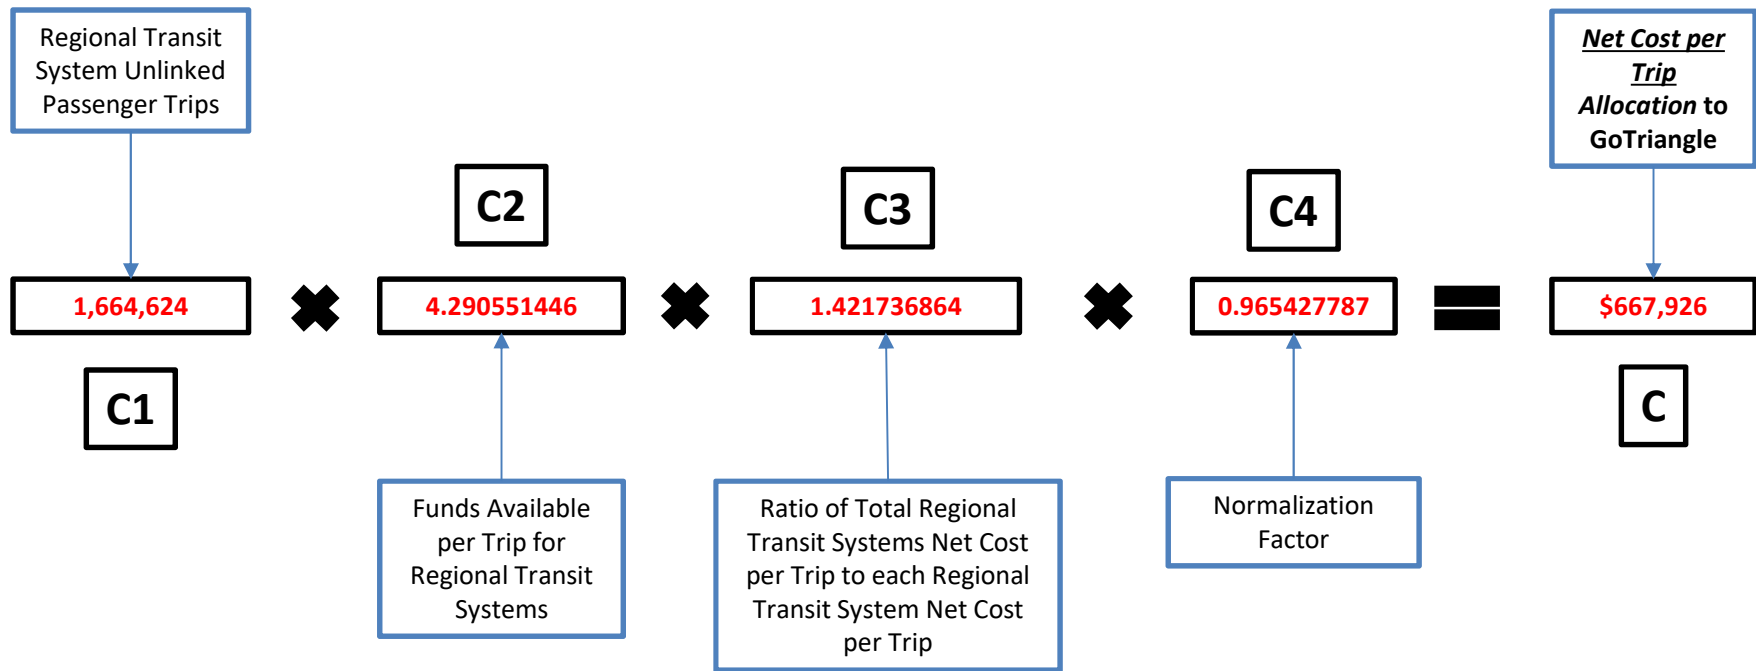 Regional Transit
System Unlinked
Passenger Trips
Net Cost per
Trip
Allocation to
GoTriangle
C2
C3
C4
1,664,624
4.290551446
1.421736864
0.965427787
$667,926
C1
C
Funds Available
per Trip for
Regional Transit
Systems
Ratio of Total Regional
Transit Systems Net Cost
per Trip to each Regional
Transit System Net Cost
per Trip
Normalization
Factor